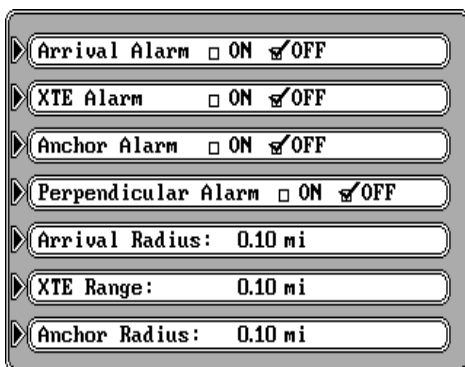 Arrival Alarm □ ON ☑ OFF
XTE Alarm □ ON ☑ OFF
Anchor Alarm □ ON ☑ OFF
Perpendicular Alarm □ ON ☑ OFF
Arrival Radius: 0.10 mi
XTE Range: 0.10 mi
Anchor Radius: 0.10 mi